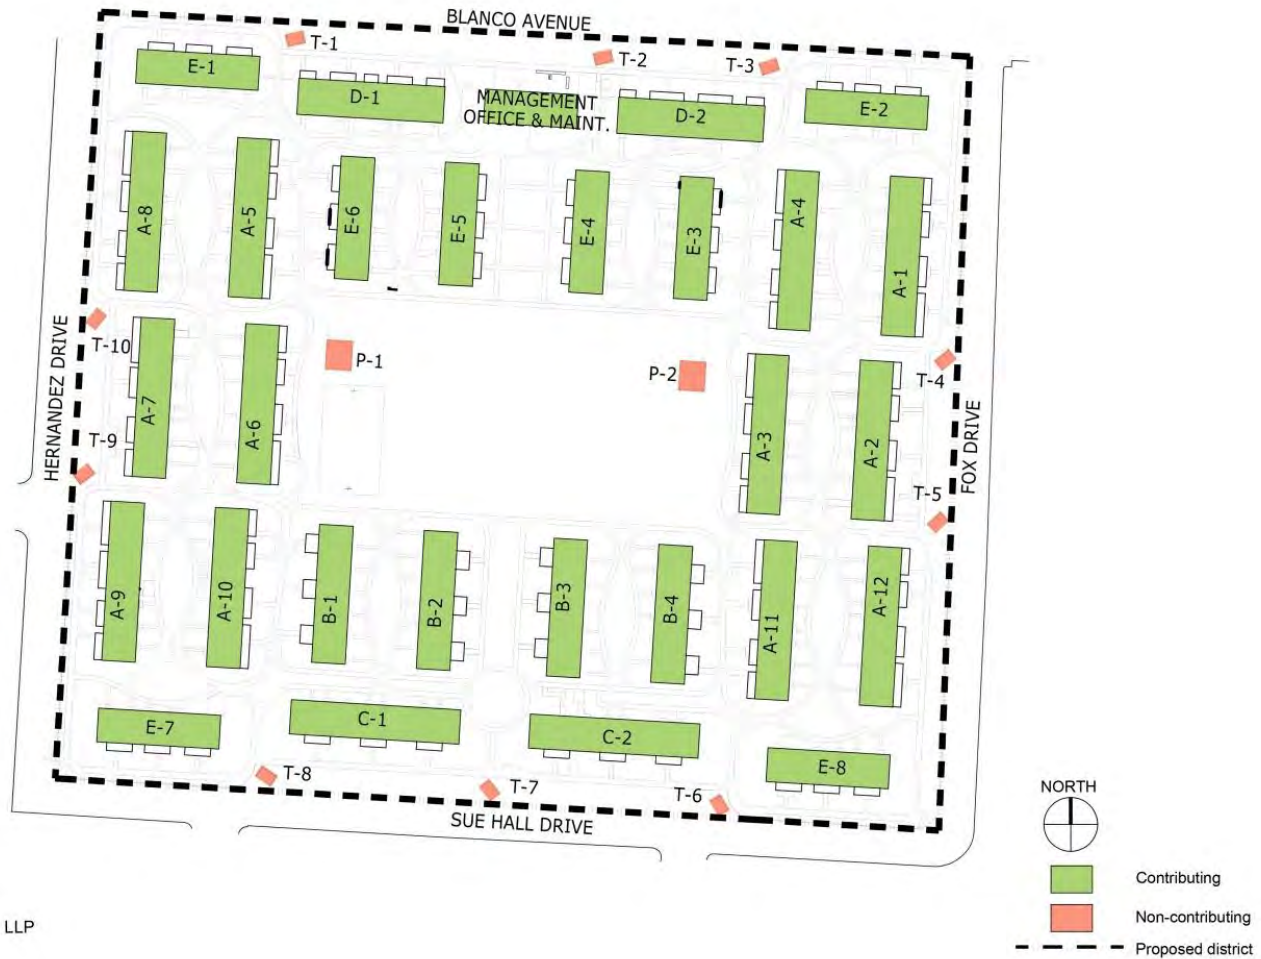 BLANCO AVENUE
T-1
T-2
T-3
E-1
D-1
MANAGEMENT
OFFICE & MAINT.
D-2
E-2
A-8
A-5
E-6
E-5
E-4
E-3
A-4
A-1
HERNANDEZ DRIVE
T-10
P-1
P-2
T-4
A-7
A-6
A-3
A-2
FOX DRIVE
T-9
T-5
A-9
A-10
B-1
B-2
B-3
B-4
A-11
A-12
E-7
C-1
C-2
E-8
T-8
T-7
T-6
SUE HALL DRIVE
NORTH
Contributing
Non-contributing
Proposed district
LLP